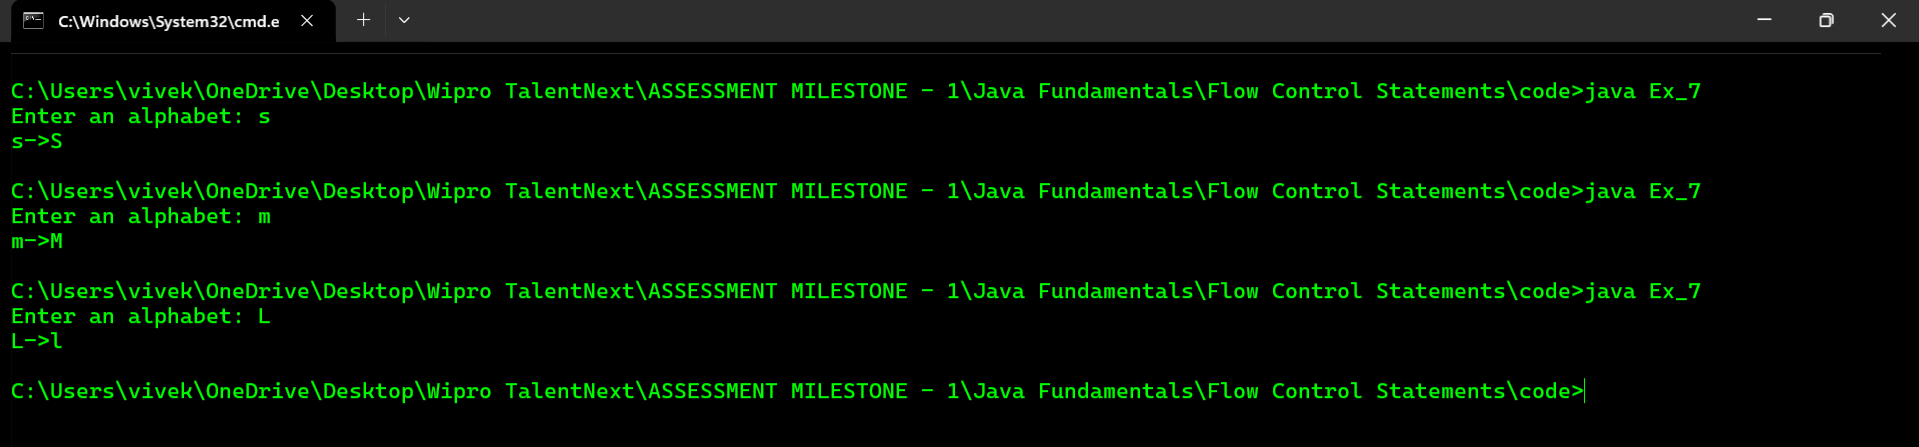 C:\Windows\System32\cmd.e
C:\Users\vivek\OneDrive\Desktop\Wipro TalentNext\ASSESSMENT MILESTONE - 1\Java Fundamentals\Flow Control Statements\code>java Ex_7
Enter an alphabet: s
s->S
C:\Users\vivek\OneDrive\Desktop\Wipro TalentNext\ASSESSMENT MILESTONE - 1\Java Fundamentals\Flow Control Statements\code>java Ex_7
Enter an alphabet: m
m->M
C:\Users\vivek\OneDrive\Desktop\Wipro TalentNext\ASSESSMENT MILESTONE - 1\Java Fundamentals\Flow Control Statements\code>java Ex_7
Enter an alphabet: L
L->l
C:\Users\vivek\OneDrive\Desktop\Wipro TalentNext\ASSESSMENT MILESTONE - 1\Java Fundamentals\Flow Control Statements\code>